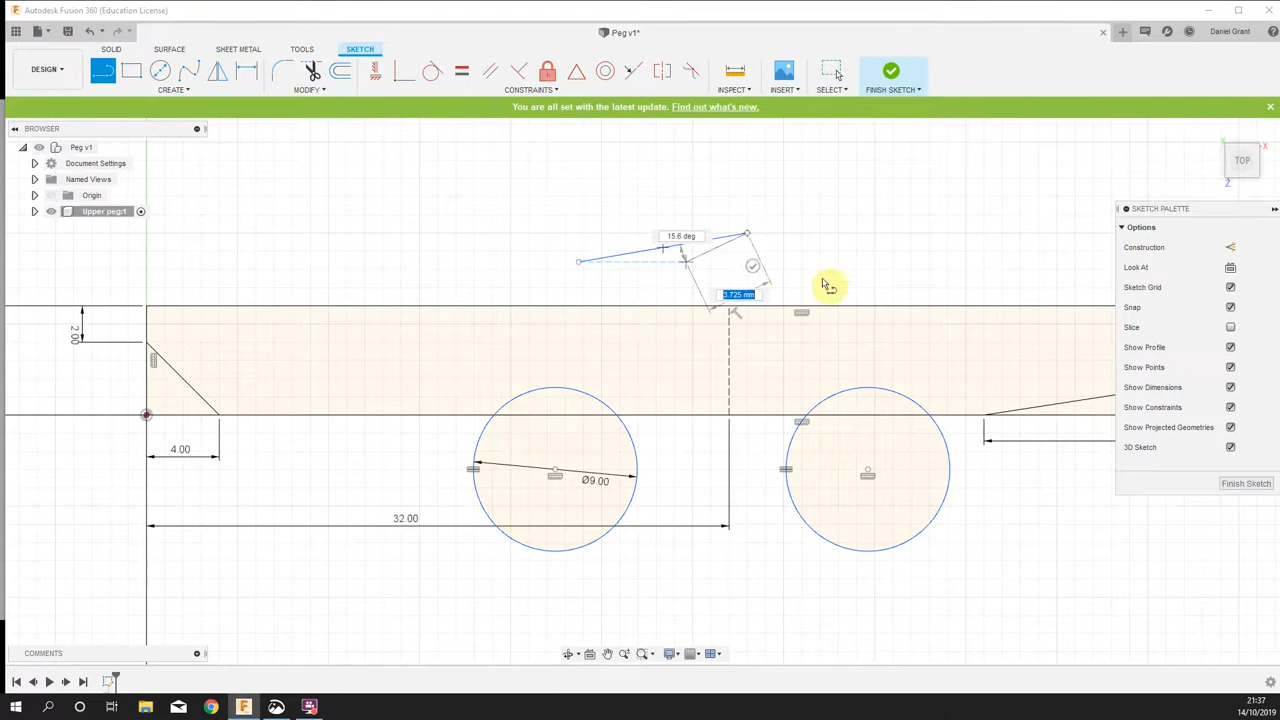 Autodesk Fusion 360 (Education License)
Peg v1*
Daniel Grant
SOLID SURFACE SHEET METAL TOOLS SKETCH
DESIGN
CREATE MODIFY CONSTRAINTS INSPECT INSERT SELECT FINISH SKETCH
You are all set with the latest update. Find out what's new.
BROWSER
Peg v1
Document Settings
Named Views
Origin
Upper peg:1
TOP
X
Y
Z
SKETCH PALETTE
Options
Construction
Look At
Sketch Grid
Snap
Slice
Show Profile
Show Points
Show Dimensions
Show Constraints
Show Projected Geometries
3D Sketch
Finish Sketch
15.6 deg
3.725 mm
2.00
4.00
Ø9.00
32.00
COMMENTS
21:37
14/10/2019